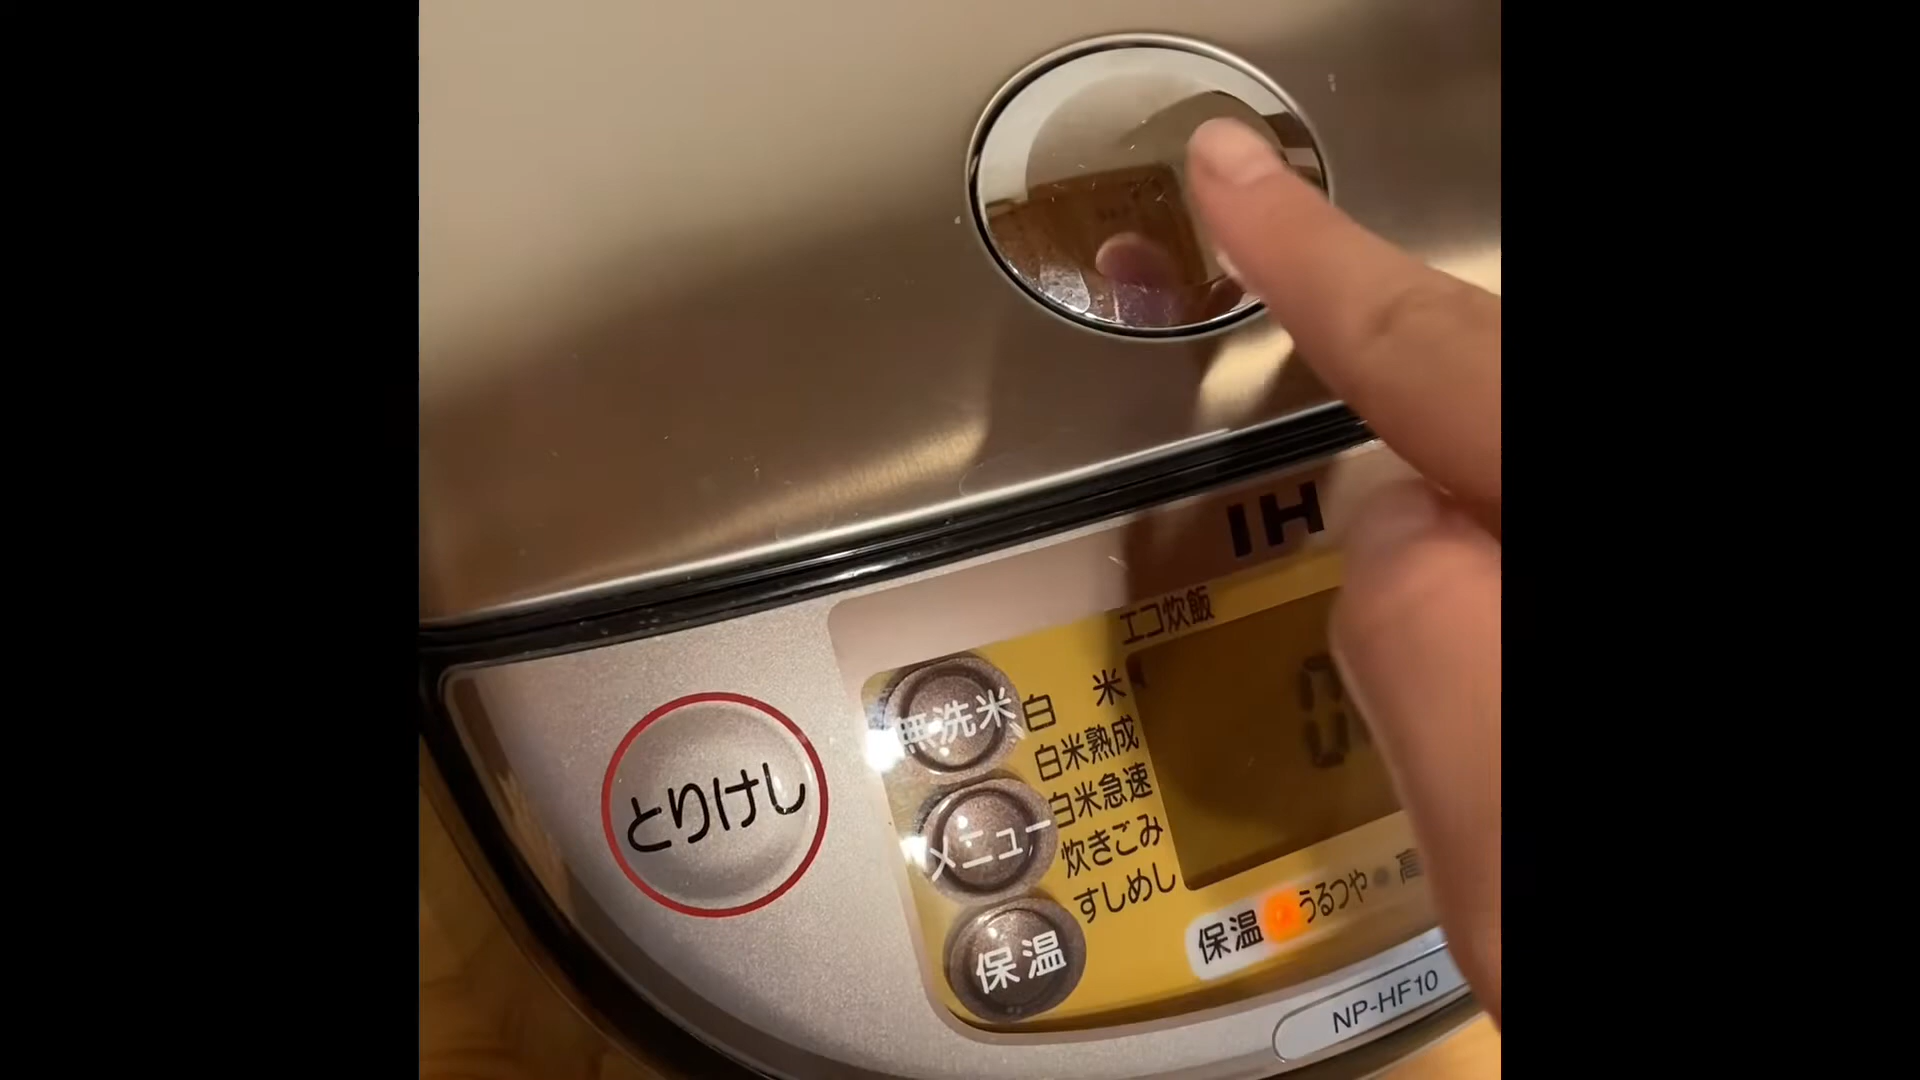 IH
エコ炊飯
とりけし
無洗米
メニュー
保温
白 米
白米熟成
白米急速
炊きごみ
すしめし
保温 うるつや 高
NP-HF10